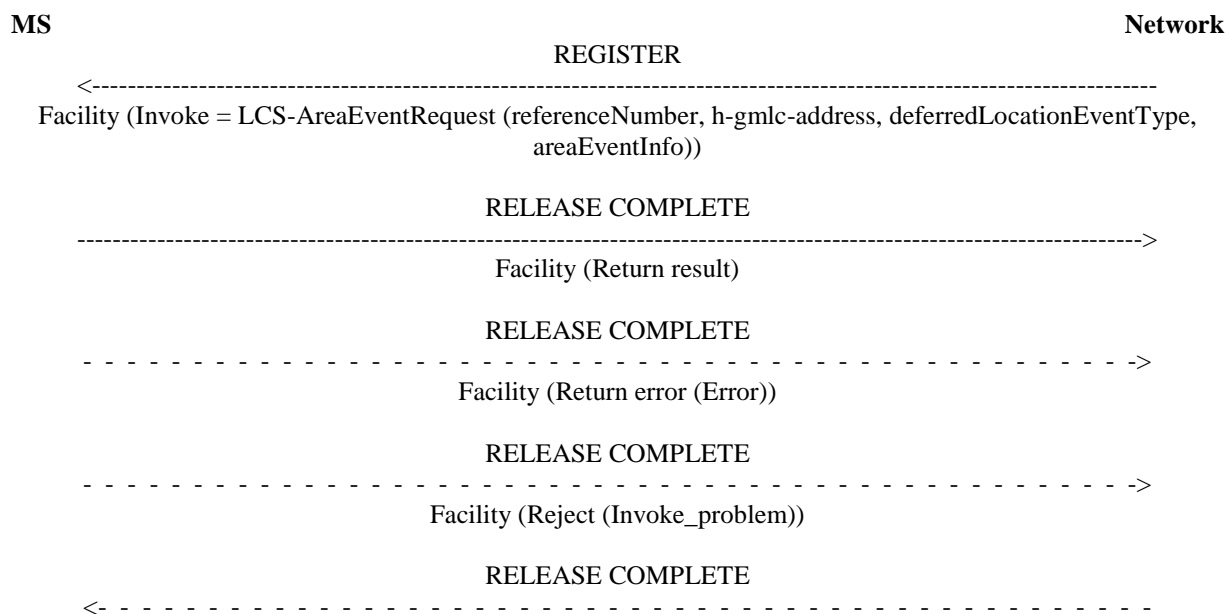 MS Network
REGISTER
<------------------------------------------------------------------------------------------------------------------------
Facility (Invoke = LCS-AreaEventRequest (referenceNumber, h-gmlc-address, deferredLocationEventType,
areaEventInfo))
RELEASE COMPLETE
------------------------------------------------------------------------------------------------------------------------>
Facility (Return result)
RELEASE COMPLETE
- - - - - - - - - - - - - - - - - - - - - - - - - - - - - - - - - - - - - - - - - - - - - - - ->
Facility (Return error (Error))
RELEASE COMPLETE
- - - - - - - - - - - - - - - - - - - - - - - - - - - - - - - - - - - - - - - - - - - - - - - ->
Facility (Reject (Invoke_problem))
RELEASE COMPLETE
<- - - - - - - - - - - - - - - - - - - - - - - - - - - - - - - - - - - - - - - - - - - - - - - -